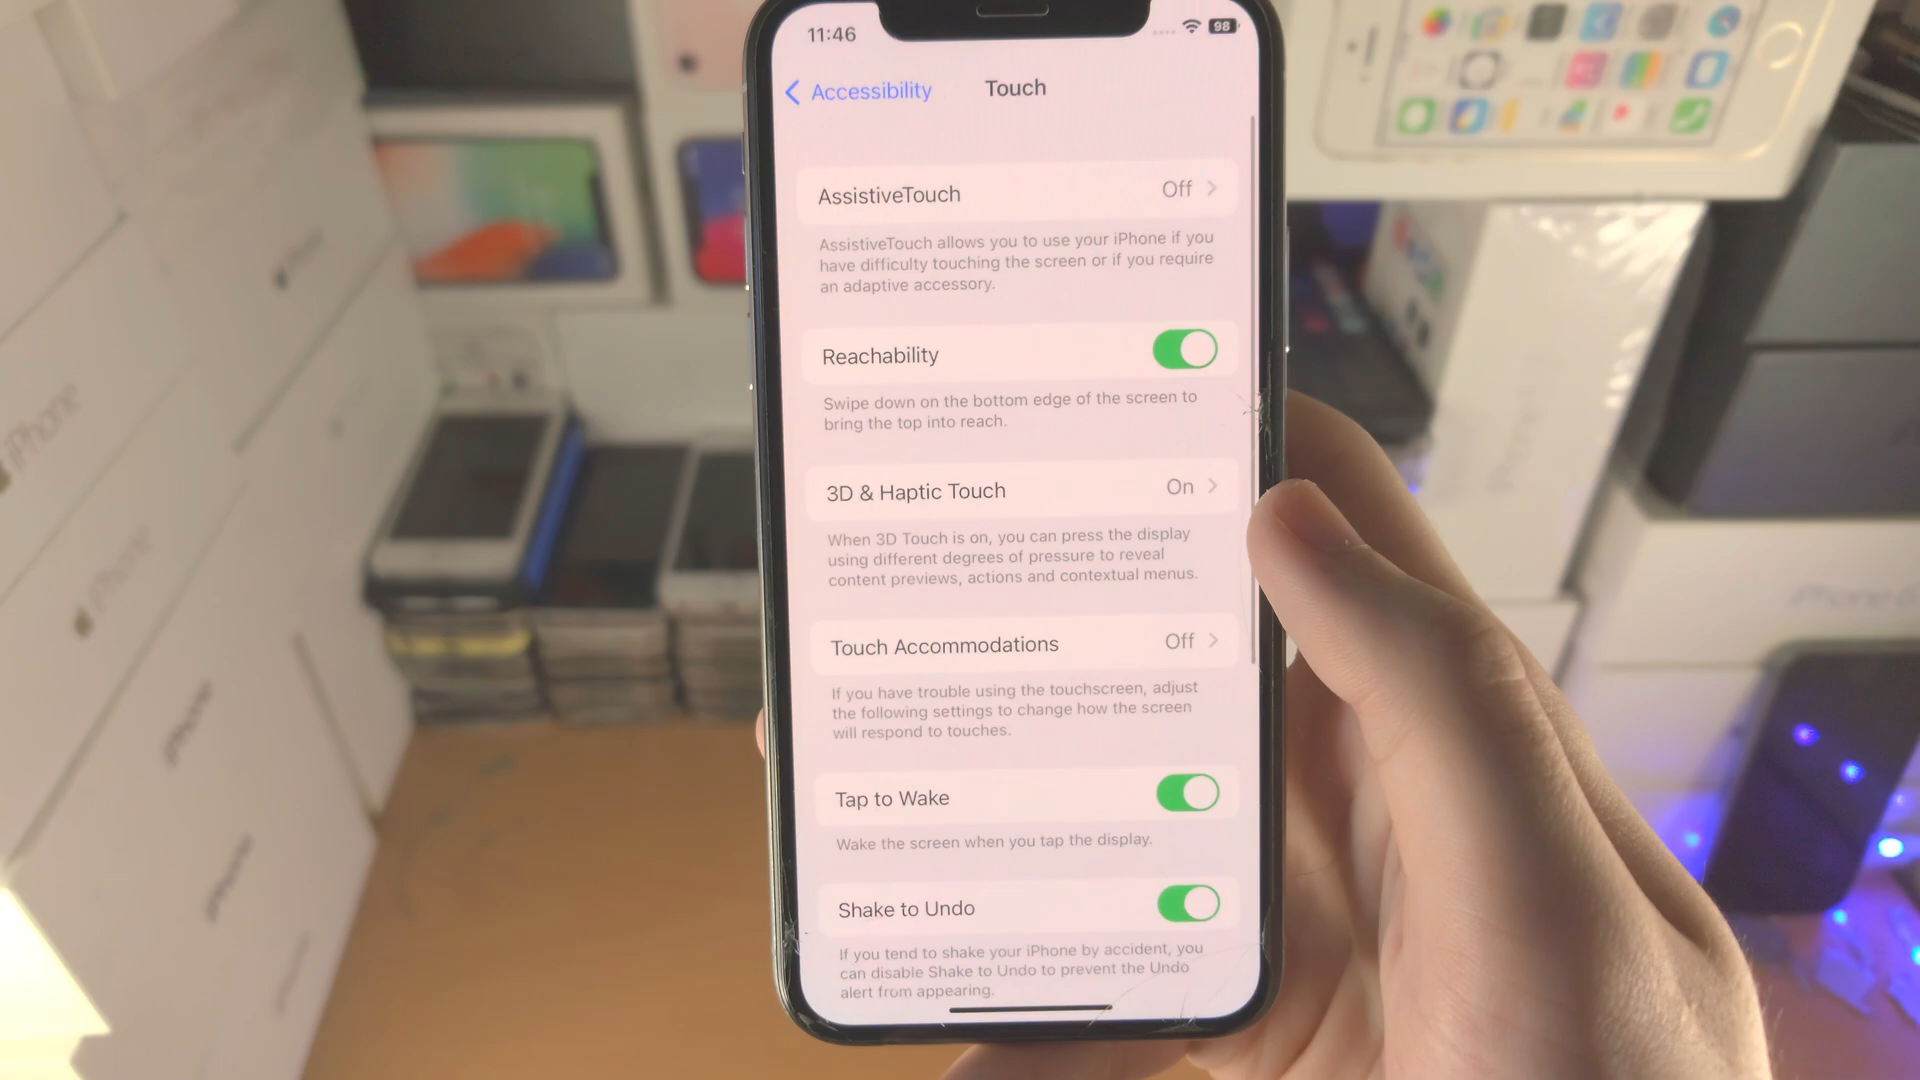 11:46
98
Accessibility
Touch
AssistiveTouch
Off
AssistiveTouch allows you to use your iPhone if you
have difficulty touching the screen or if you require
an adaptive accessory.
Reachability
Swipe down on the bottom edge of the screen to
bring the top into reach.
3D & Haptic Touch
On
When 3D Touch is on, you can press the display
using different degrees of pressure to reveal
content previews, actions and contextual menus.
Touch Accommodations
Off
If you have trouble using the touchscreen, adjust
the following settings to change how the screen
will respond to touches.
Tap to Wake
Wake the screen when you tap the display.
Shake to Undo
If you tend to shake your iPhone by accident, you
can disable Shake to Undo to prevent the Undo
alert from appearing.
iPhone
iPhone
iPhone
iPhone